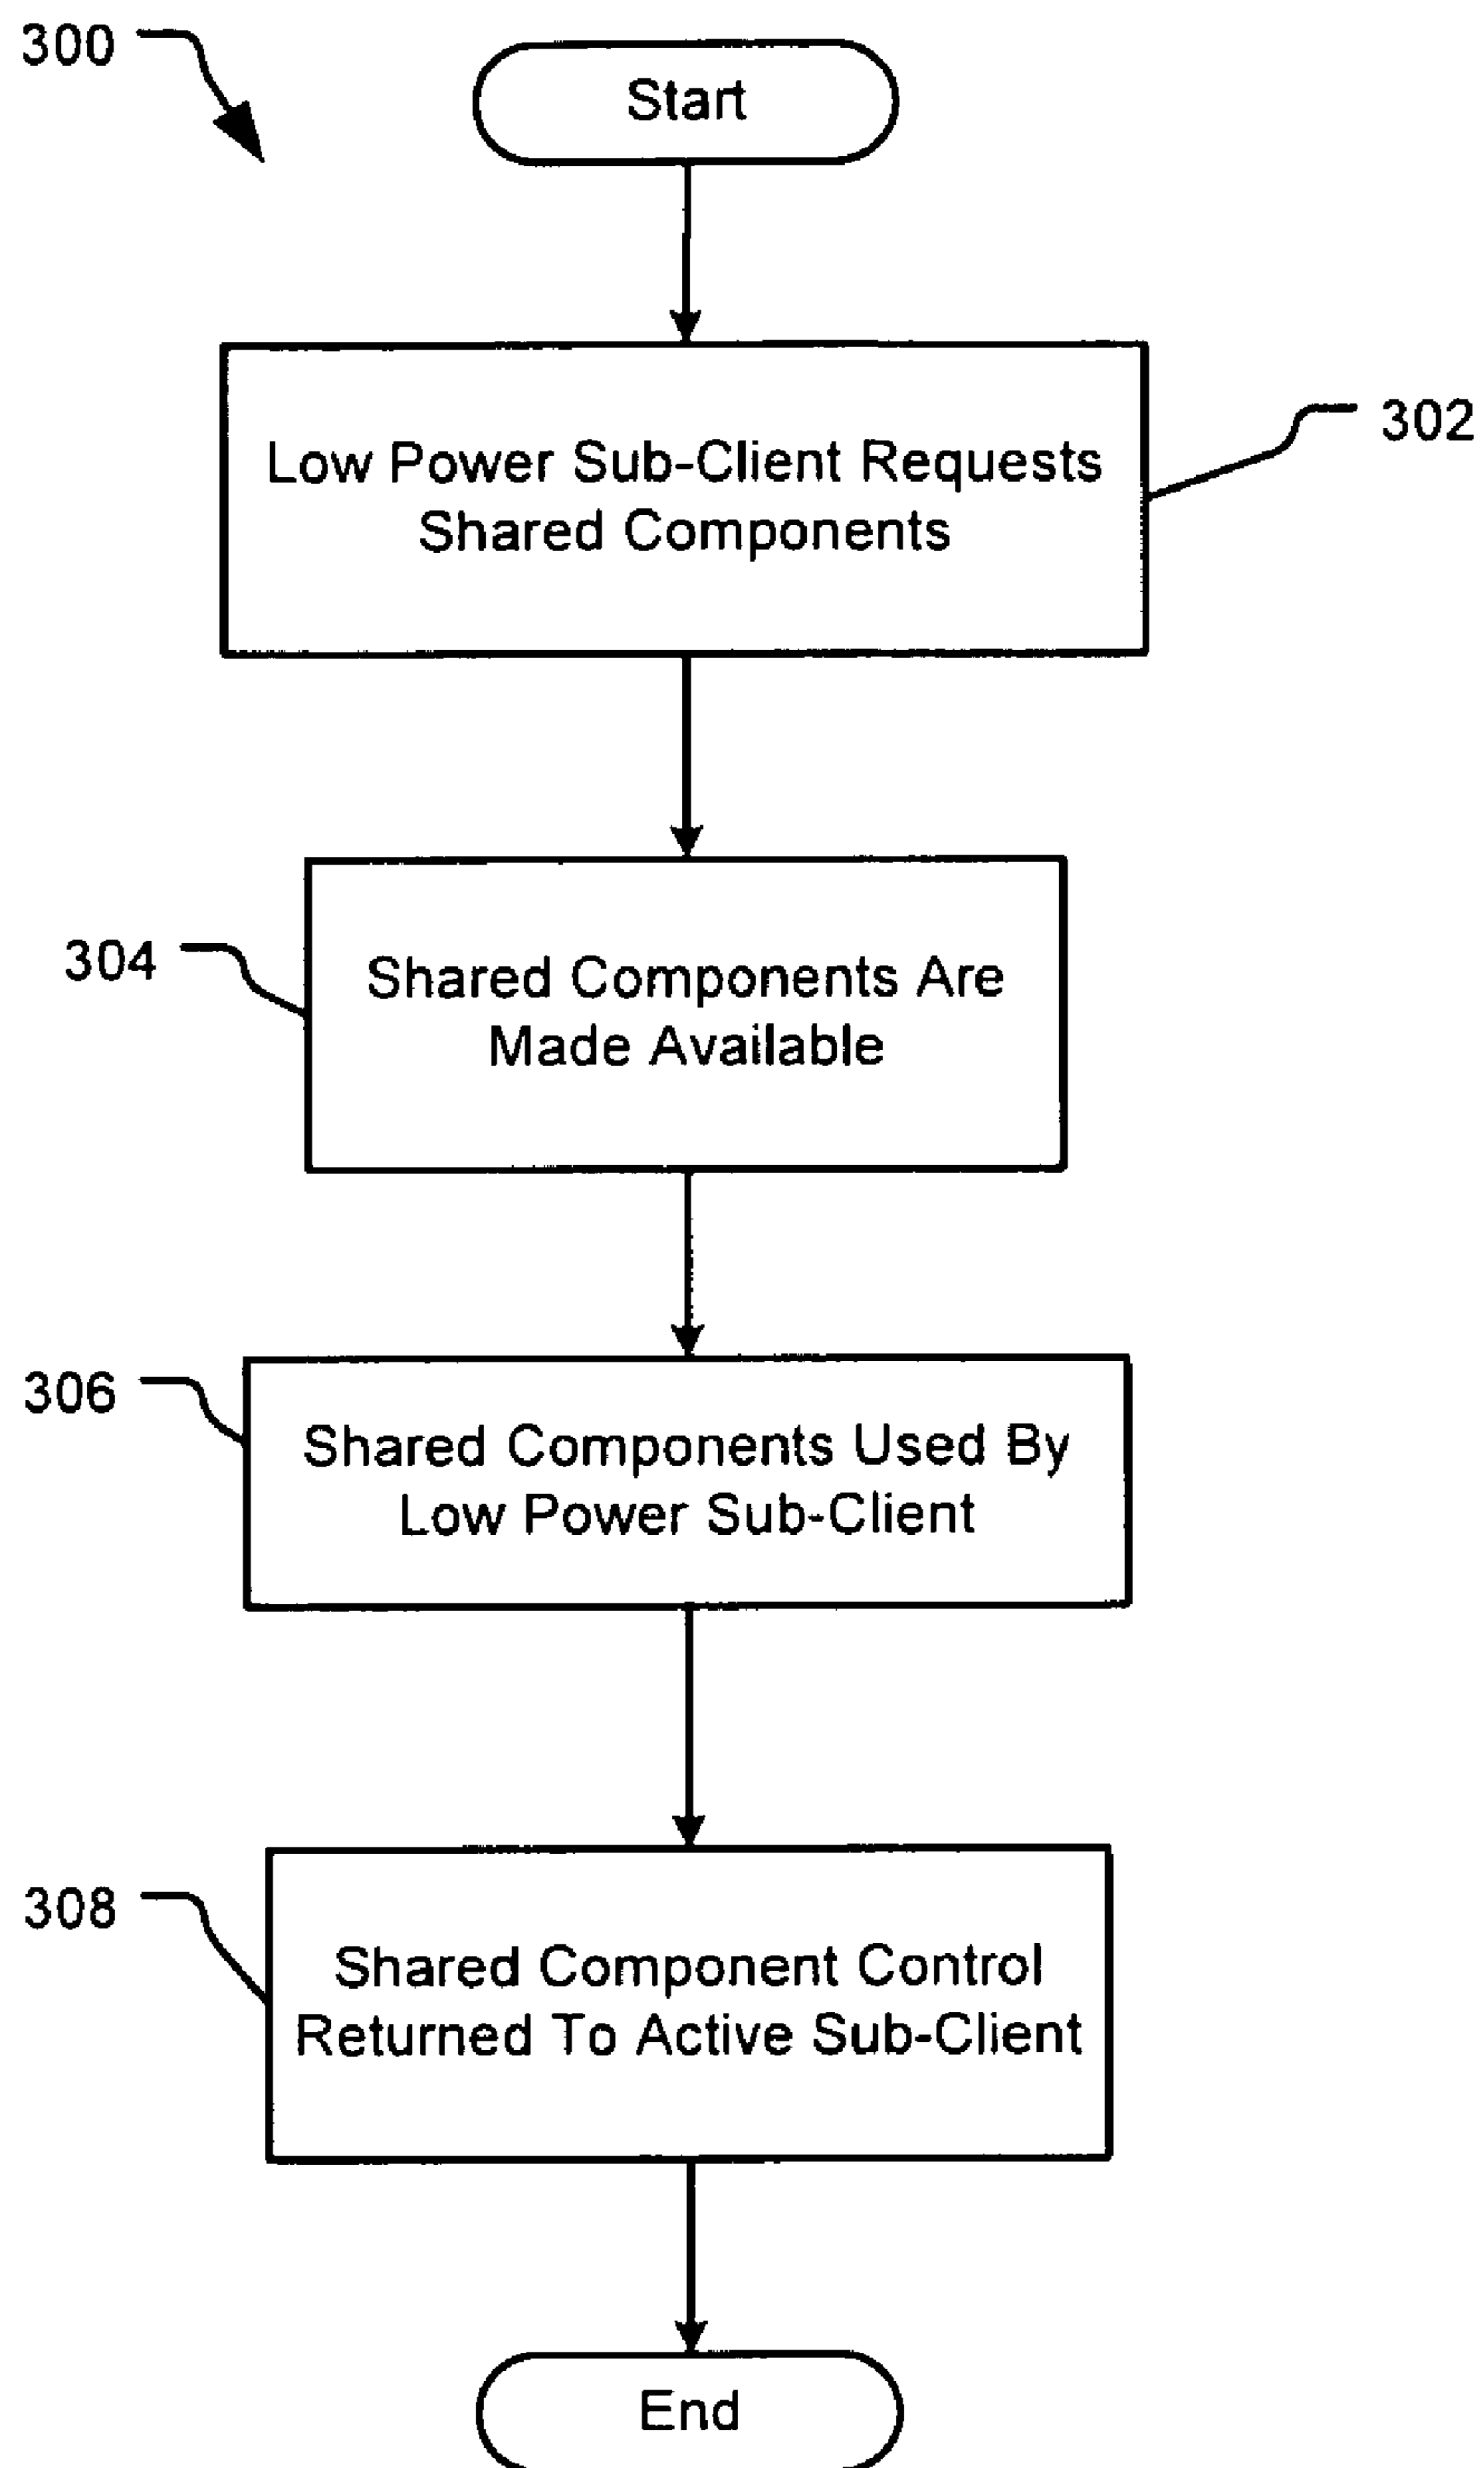 300
Start
Low Power Sub-Client Requests
Shared Components
302
304
Shared Components Are
Made Available
306
Shared Components Used By
Low Power Sub-Client
308
Shared Component Control
Returned To Active Sub-Client
End